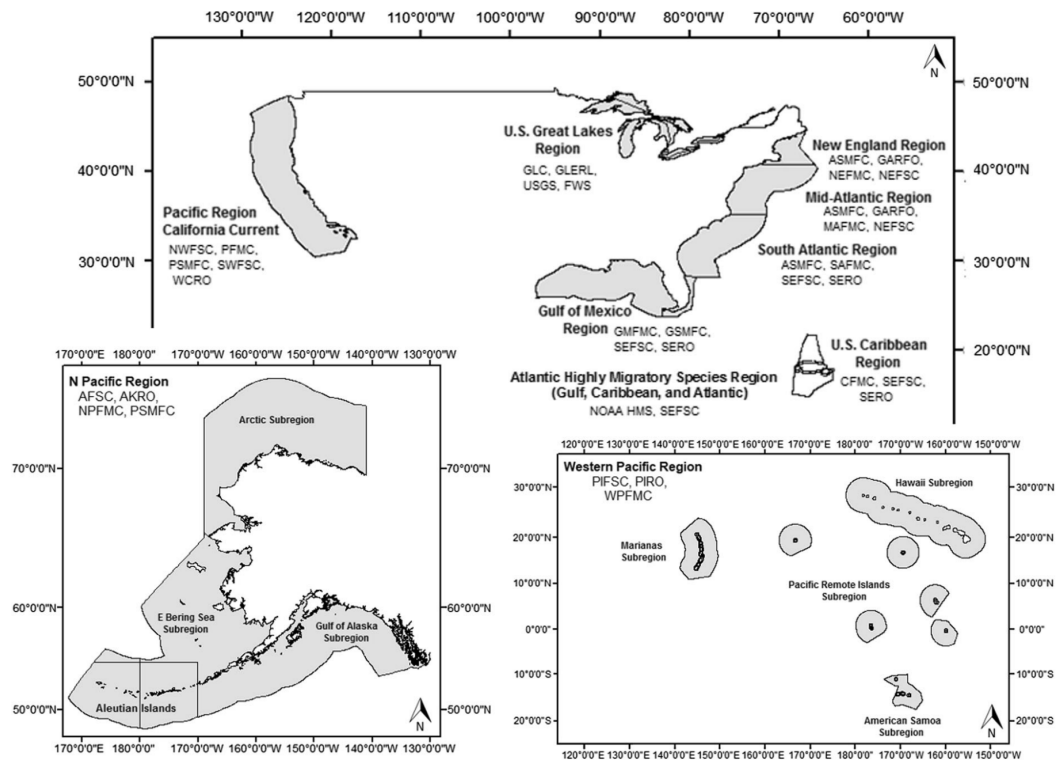 130°0'0"W 120°0'0"W 100°0'0"W 90°0'0"W 80°0'0"W 70°0'0"W 60°0'0"W
N
50°0'0"N 50°0'0"N
U.S. Great Lakes
Region
GLC, GLERL,
USGS, FWS
New England Region
ASMFC, GARFO,
NEFMC, NEFSC
40°0'0"N 40°0'0"N
Mid-Atlantic Region
ASMFC, GARFO,
MAFMC, NEFSC
Pacific Region
California Current
NWFSC, PFMC,
PSMFC, SWFSC,
WCRO
South Atlantic Region
ASMFC, SAFMC,
SEFSC, SERO
30°0'0"N 30°0'0"N
Gulf of Mexico
Region
GMFMC, GSMFC,
SEFSC, SERO
U.S. Caribbean
Region
CFMC, SEFSC,
SERO
20°0'0"N
Atlantic Highly Migratory Species Region
(Gulf, Caribbean, and Atlantic)
NOAA HMS, SEFSC
170°0'0"E 180°0'0" 170°0'0"W 160°0'0"W 150°0'0"W 140°0'0"W 130°0'0"W
N Pacific Region
AFSC, AKRO,
NPFMC, PSMFC
Arctic Subregion
70°0'0"N 70°0'0"N
60°0'0"N 60°0'0"N
E Bering Sea
Subregion
Gulf of Alaska
Subregion
Aleutian Islands
50°0'0"N 50°0'0"N
N
170°0'0"E 180°0'0" 170°0'0"W 160°0'0"W 150°0'0"W 140°0'0"W 130°0'0"W
120°0'0"E 130°0'0"E 140°0'0"E 150°0'0"E 160°0'0"E 170°0'0"E 180°0'0" 170°0'0"W 160°0'0"W 150°0'0"W
Western Pacific Region
PIFSC, PIRO,
WPFMC
Hawaii Subregion
30°0'0"N 30°0'0"N
Marianas
Subregion
20°0'0"N 20°0'0"N
Pacific Remote Islands
Subregion
10°0'0"N 10°0'0"N
0°0'0" 0°0'0"
10°0'0"S 10°0'0"S
American Samoa
Subregion
20°0'0"S 20°0'0"S
N
120°0'0"E 130°0'0"E 140°0'0"E 150°0'0"E 160°0'0"E 170°0'0"E 180°0'0" 170°0'0"W 160°0'0"W 150°0'0"W